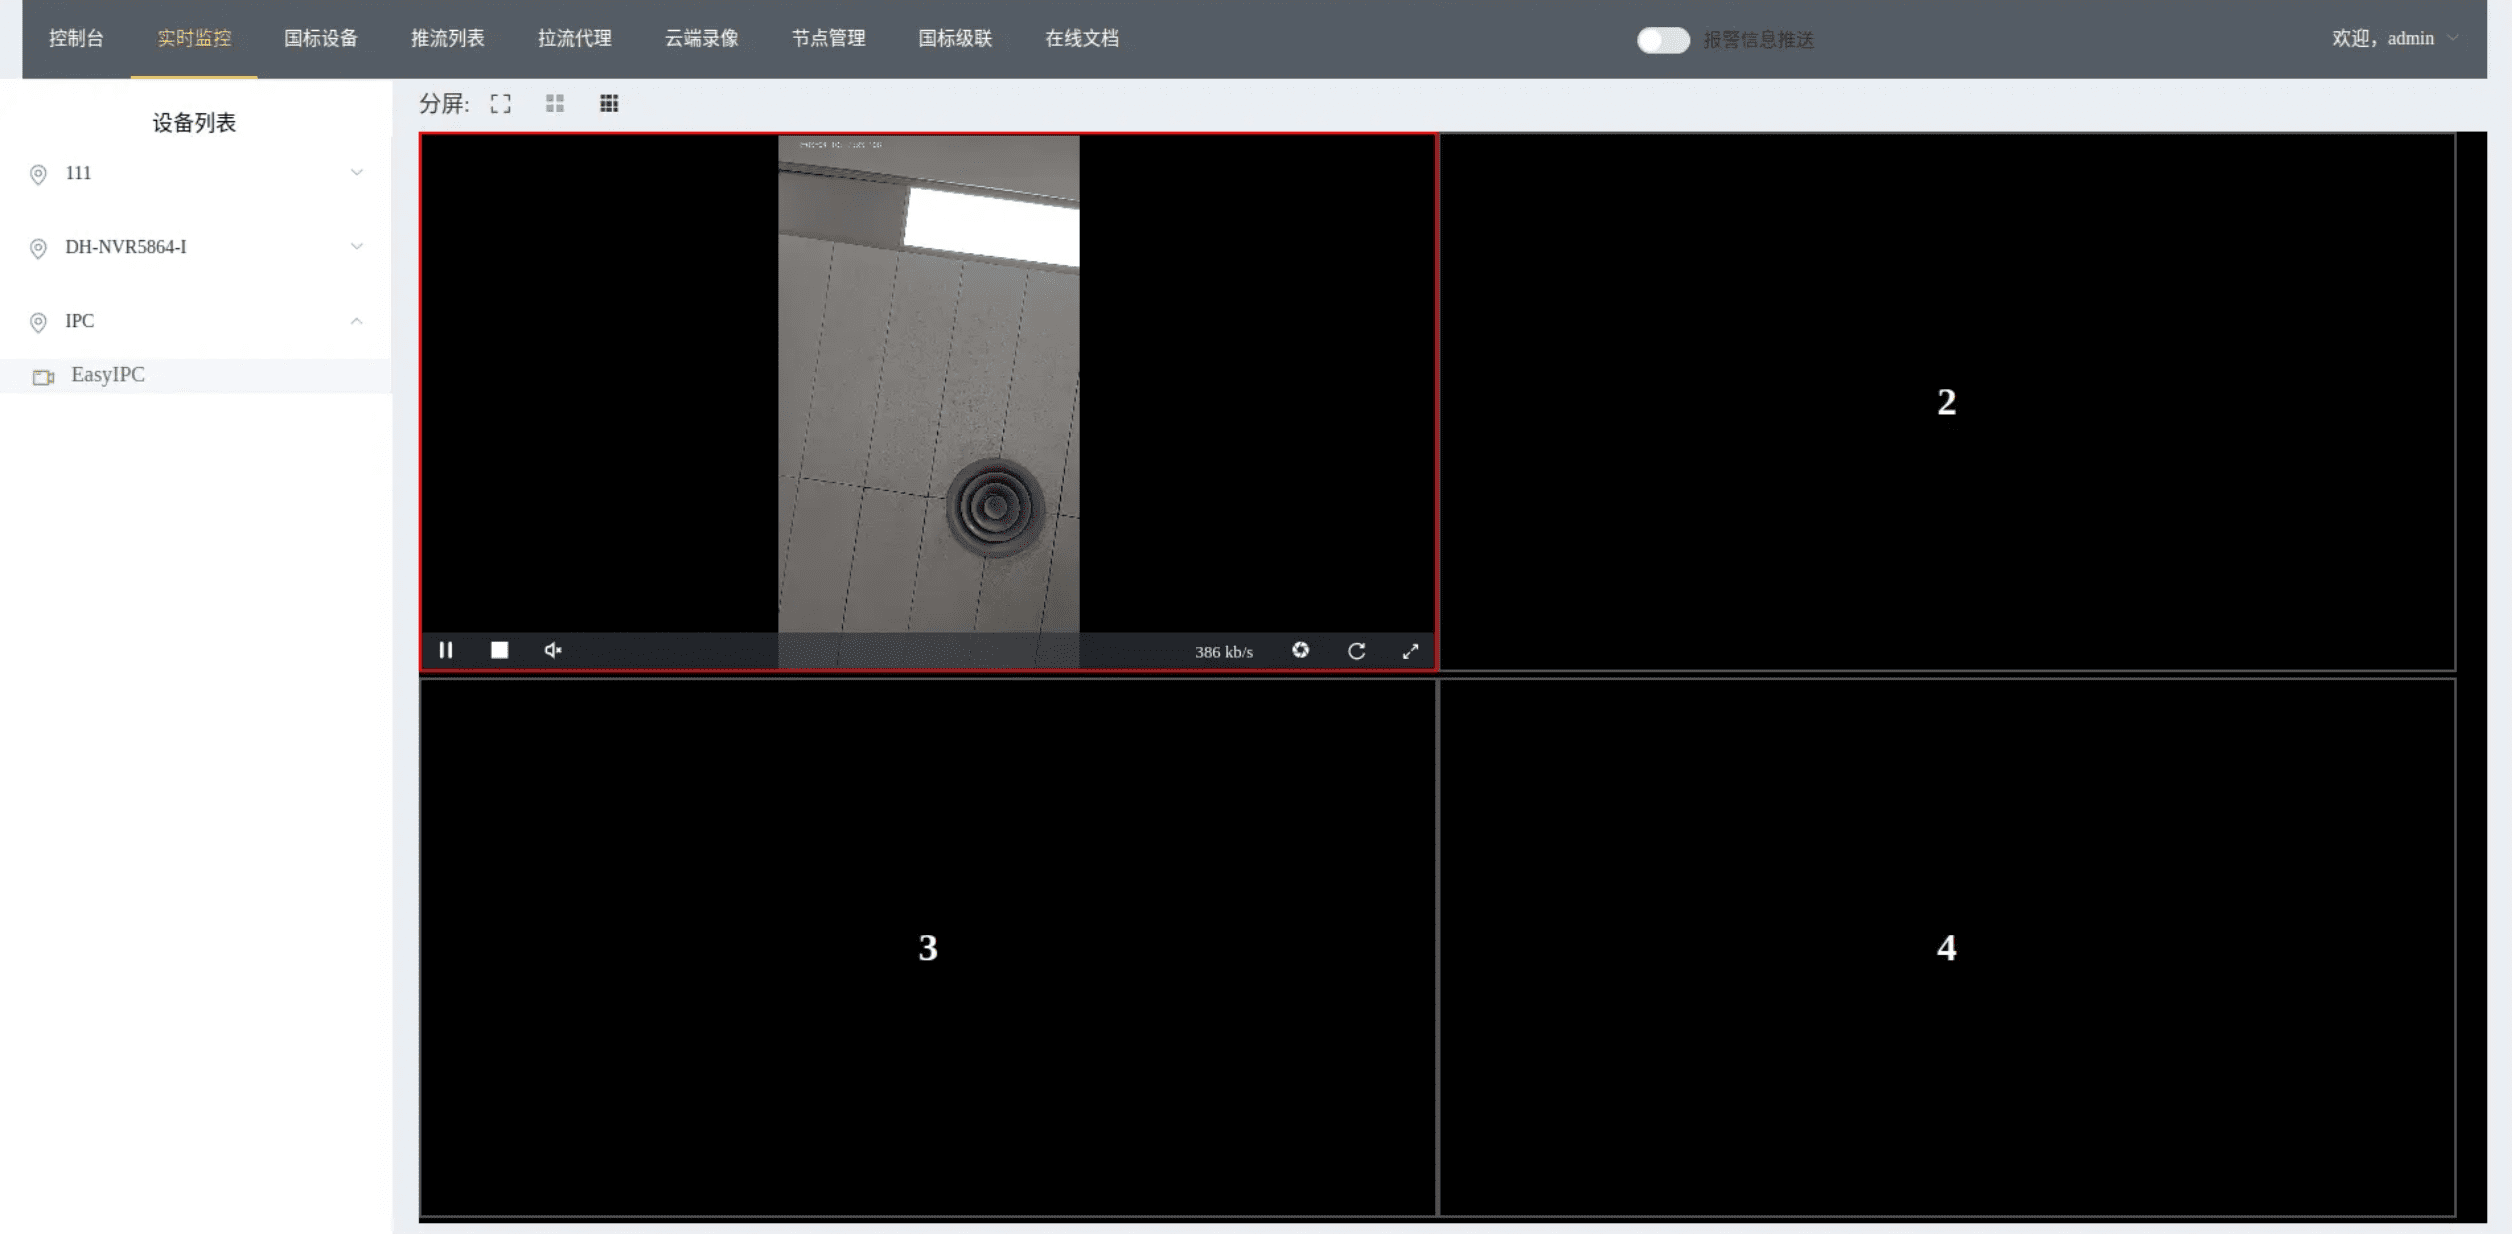 控制台 实时监控 国标设备 推流列表 拉流代理 云端录像 节点管理 国标级联 在线文档 报警信息推送 欢迎，admin
设备列表
111
DH-NVR5864-I
IPC
EasyIPC
分屏:
386 kb/s
2
3
4